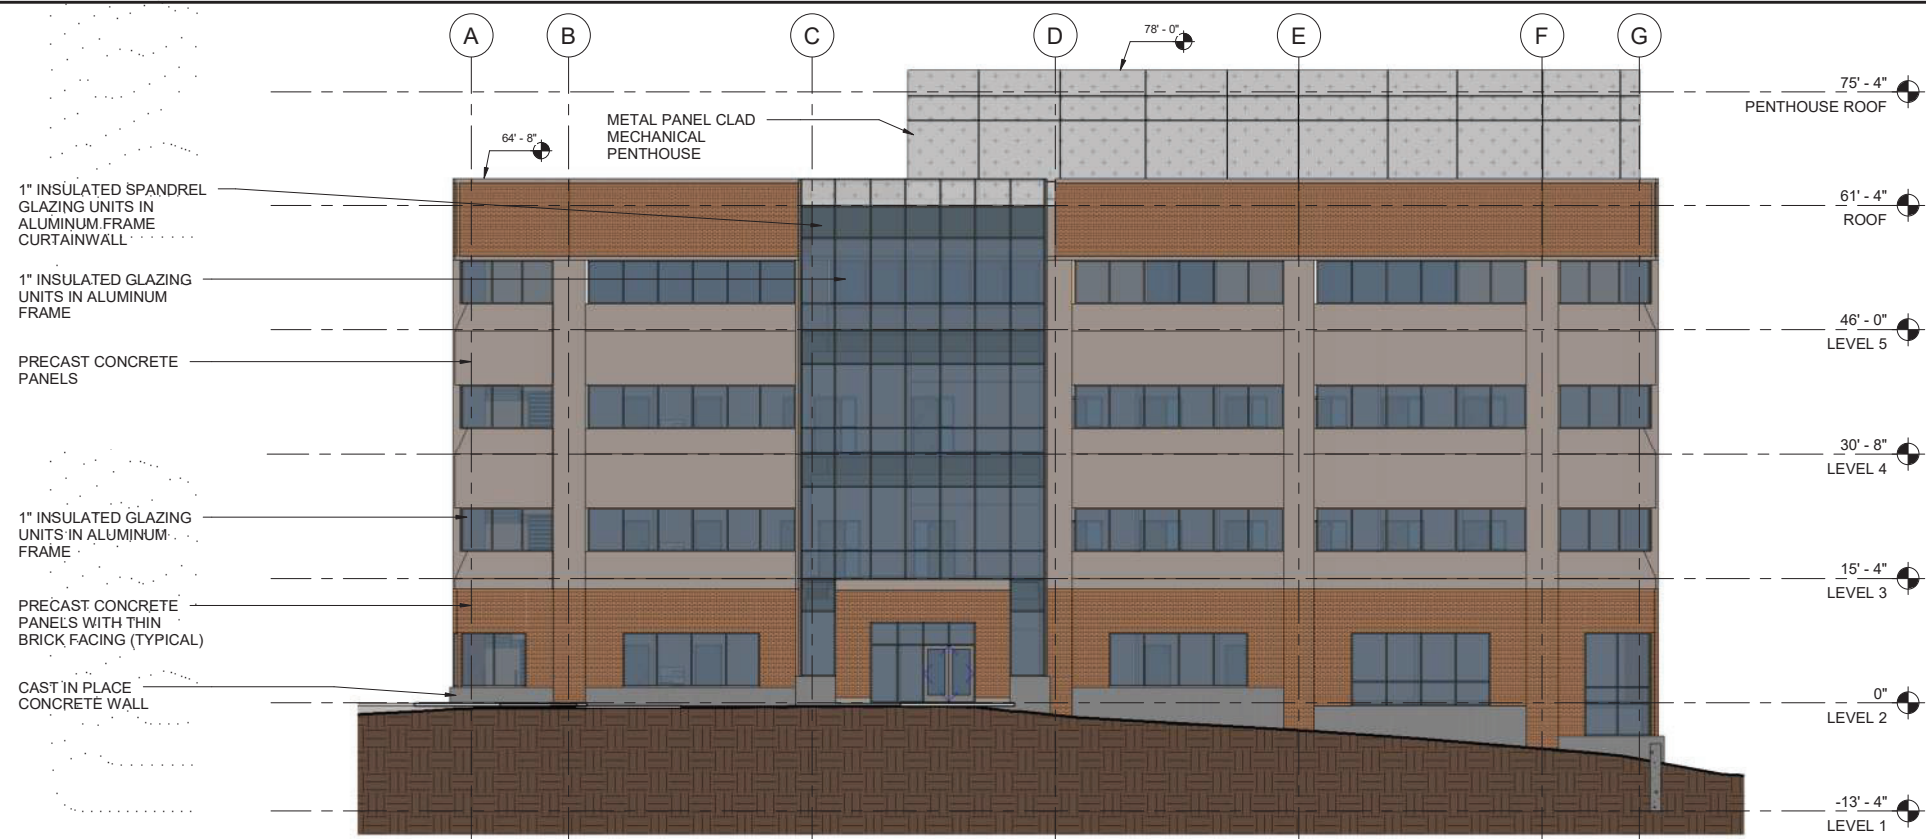 A B C D E F G
78' - 0"
75' - 4"
PENTHOUSE ROOF
METAL PANEL CLAD
MECHANICAL
PENTHOUSE
64' - 8"
1" INSULATED SPANDREL
GLAZING UNITS IN
ALUMINUM FRAME
CURTAINWALL
61' - 4"
ROOF
1" INSULATED GLAZING
UNITS IN ALUMINUM
FRAME
46' - 0"
LEVEL 5
PRECAST CONCRETE
PANELS
30' - 8"
LEVEL 4
1" INSULATED GLAZING
UNITS IN ALUMINUM
FRAME
15' - 4"
LEVEL 3
PRECAST CONCRETE
PANELS WITH THIN
BRICK FACING (TYPICAL)
CAST IN PLACE
CONCRETE WALL
0"
LEVEL 2
-13' - 4"
LEVEL 1